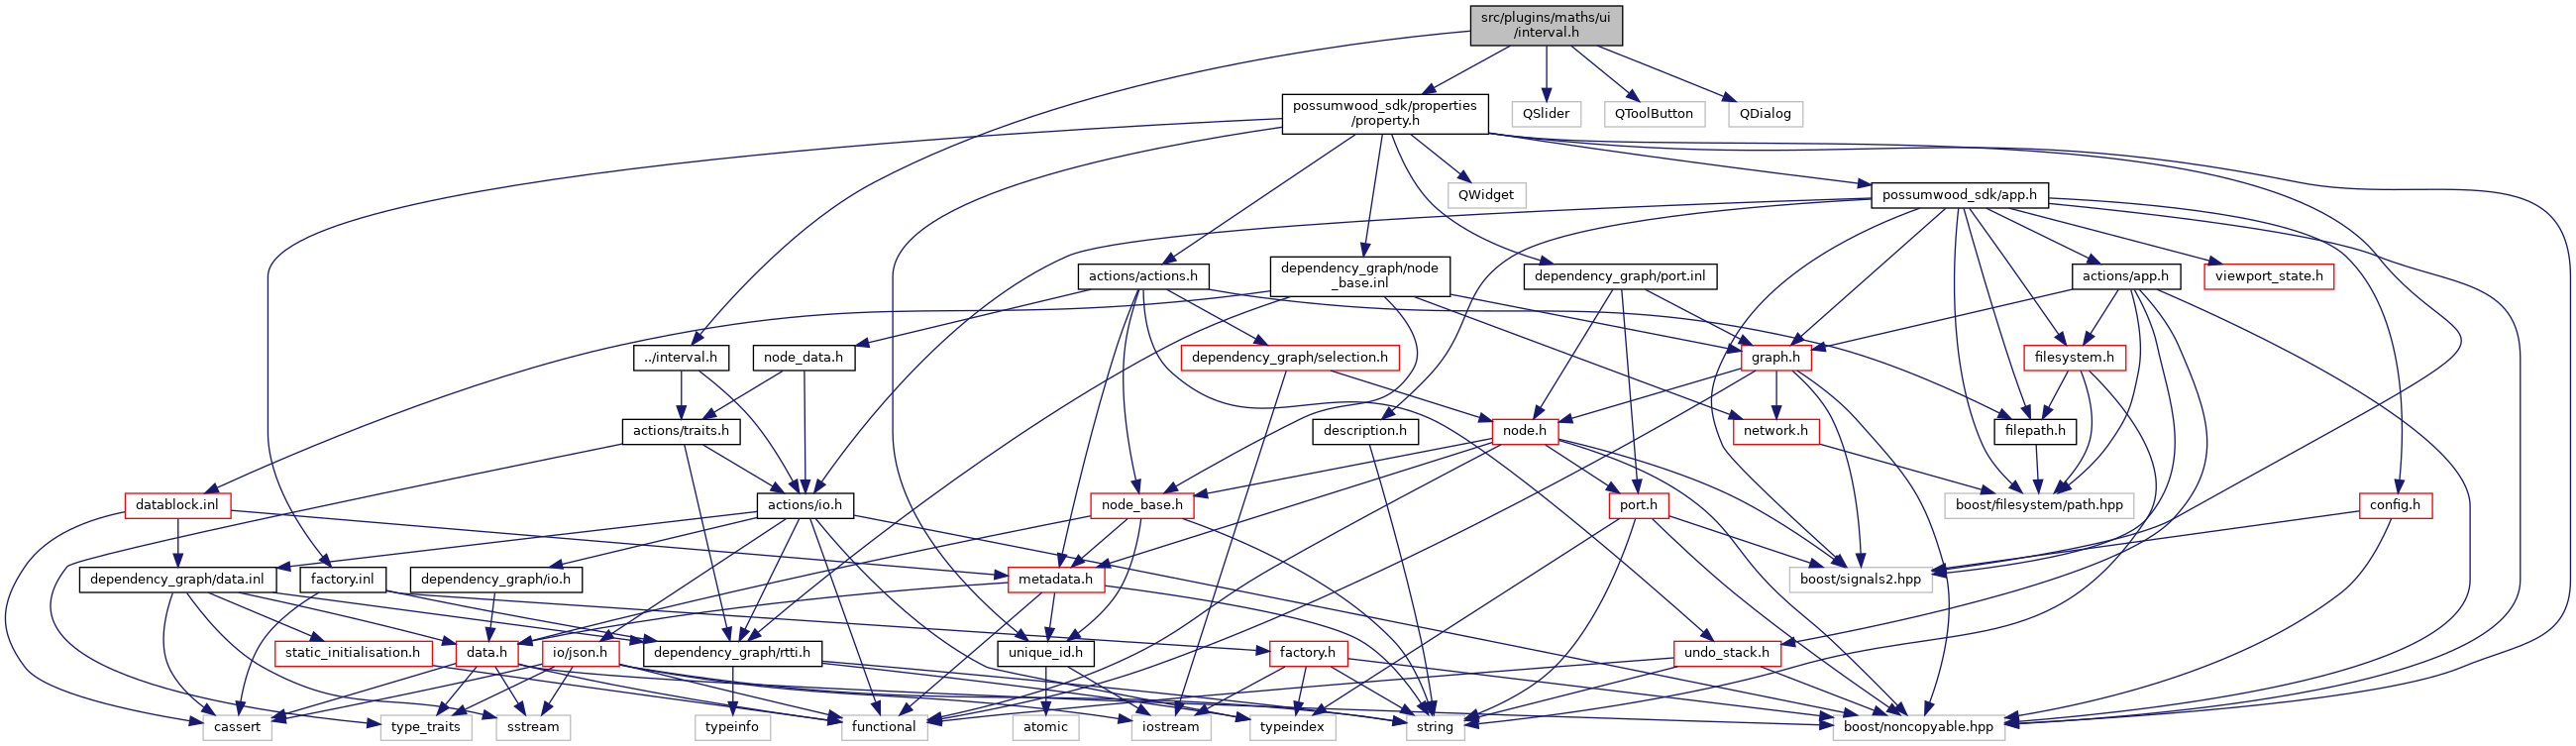 src/plugins/maths/ui
/interval.h
possumwood_sdk/properties
/property.h
QSlider
QToolButton
QDialog
QWidget
possumwood_sdk/app.h
actions/actions.h
dependency_graph/node
_base.inl
dependency_graph/port.inl
actions/app.h
viewport_state.h
../interval.h
node_data.h
dependency_graph/selection.h
graph.h
filesystem.h
actions/traits.h
description.h
node.h
network.h
filepath.h
datablock.inl
actions/io.h
node_base.h
port.h
boost/filesystem/path.hpp
config.h
dependency_graph/data.inl
factory.inl
dependency_graph/io.h
metadata.h
boost/signals2.hpp
static_initialisation.h
data.h
io/json.h
dependency_graph/rtti.h
unique_id.h
factory.h
undo_stack.h
cassert
type_traits
sstream
typeinfo
functional
atomic
iostream
typeindex
string
boost/noncopyable.hpp